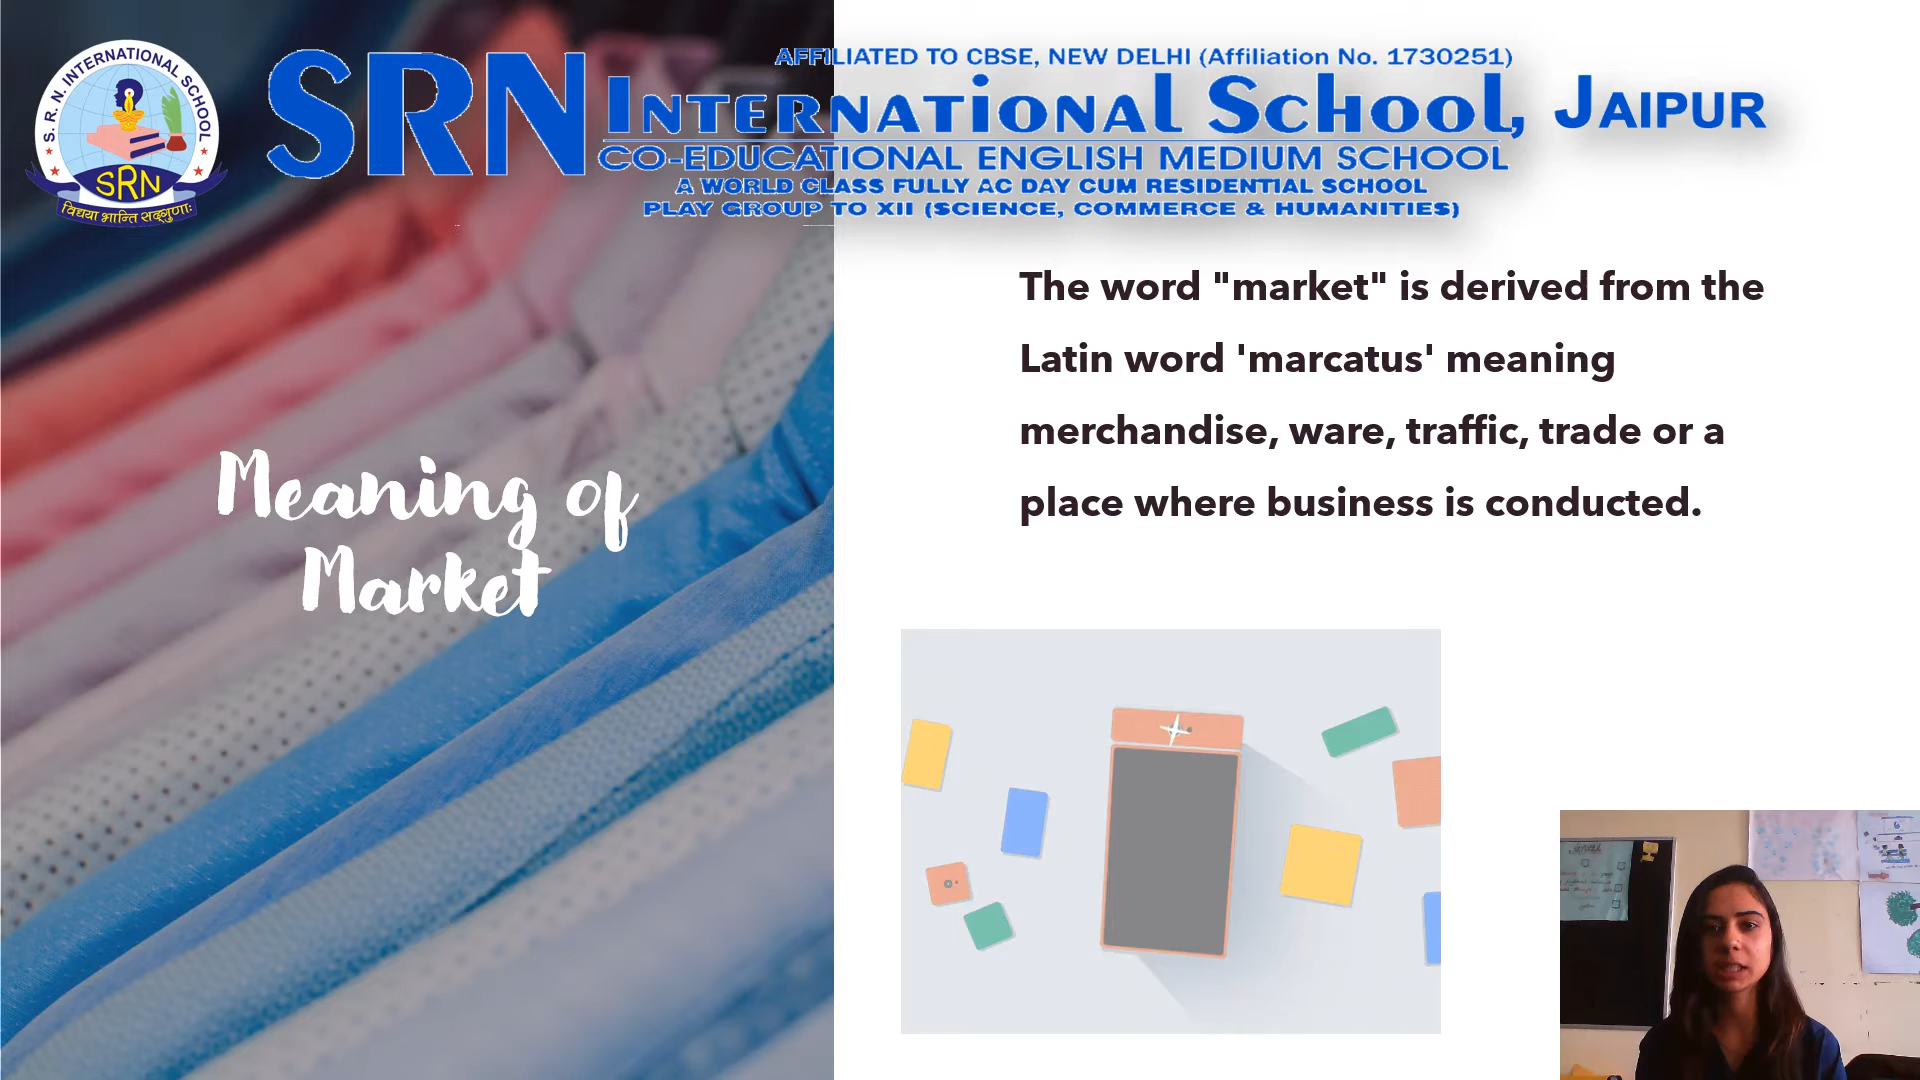 S. R. N. INTERNATIONAL SCHOOL
SRN
विद्यया भान्ति सद्गुणाः
AFFILIATED TO CBSE, NEW DELHI (Affiliation No. 1730251)
SRN INTERNATIONAL SCHOOL, JAIPUR
CO-EDUCATIONAL ENGLISH MEDIUM SCHOOL
A WORLD CLASS FULLY AC DAY CUM RESIDENTIAL SCHOOL
PLAY GROUP TO XII (SCIENCE, COMMERCE & HUMANITIES)
Meaning of
Market
The word "market" is derived from the
Latin word 'marcatus' meaning
merchandise, ware, traffic, trade or a
place where business is conducted.